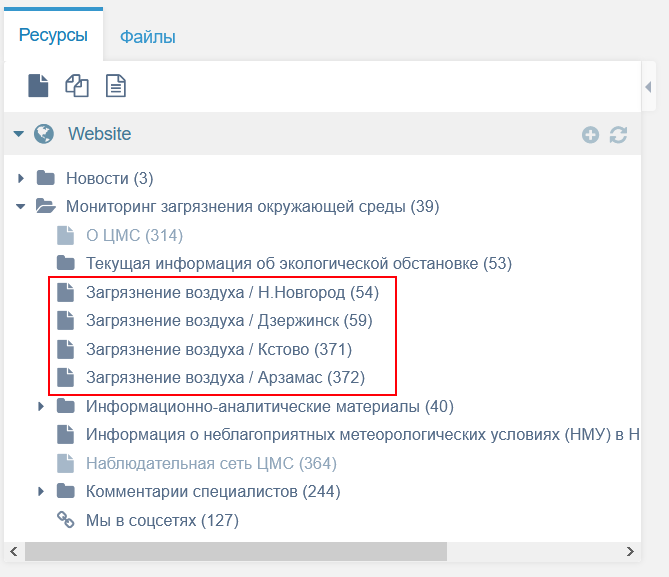 Ресурсы
Файлы
Website
Новости (3)
Мониторинг загрязнения окружающей среды (39)
О ЦМС (314)
Текущая информация об экологической обстановке (53)
Загрязнение воздуха / Н.Новгород (54)
Загрязнение воздуха / Дзержинск (59)
Загрязнение воздуха / Кстово (371)
Загрязнение воздуха / Арзамас (372)
Информационно-аналитические материалы (40)
Информация о неблагоприятных метеорологических условиях (НМУ) в Н
Наблюдательная сеть ЦМС (364)
Комментарии специалистов (244)
Мы в соцсетях (127)